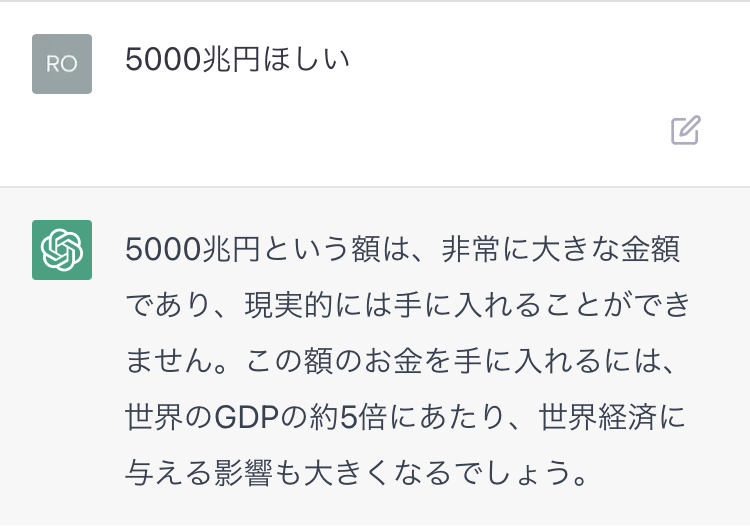 RO
5000兆円ほしい
5000兆円という額は、非常に大きな金額
であり、現実的には手に入れることができ
ません。この額のお金を手に入れるには、
世界のGDPの約5倍にあたり、世界経済に
与える影響も大きくなるでしょう。